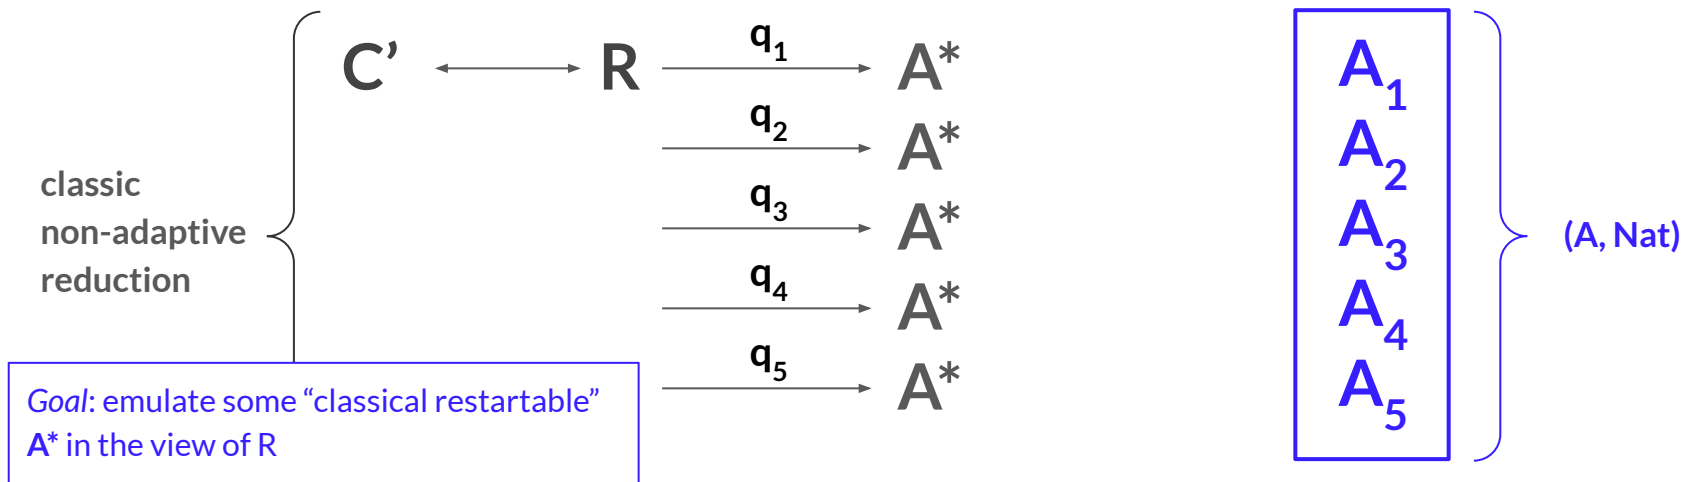 C’ R q1 A*
q2 A*
q3 A*
q4 A*
q5 A*
classic
non-adaptive
reduction
Goal: emulate some “classical restartable”
A* in the view of R
A1
A2
A3
A4
A5
(A, Nat)